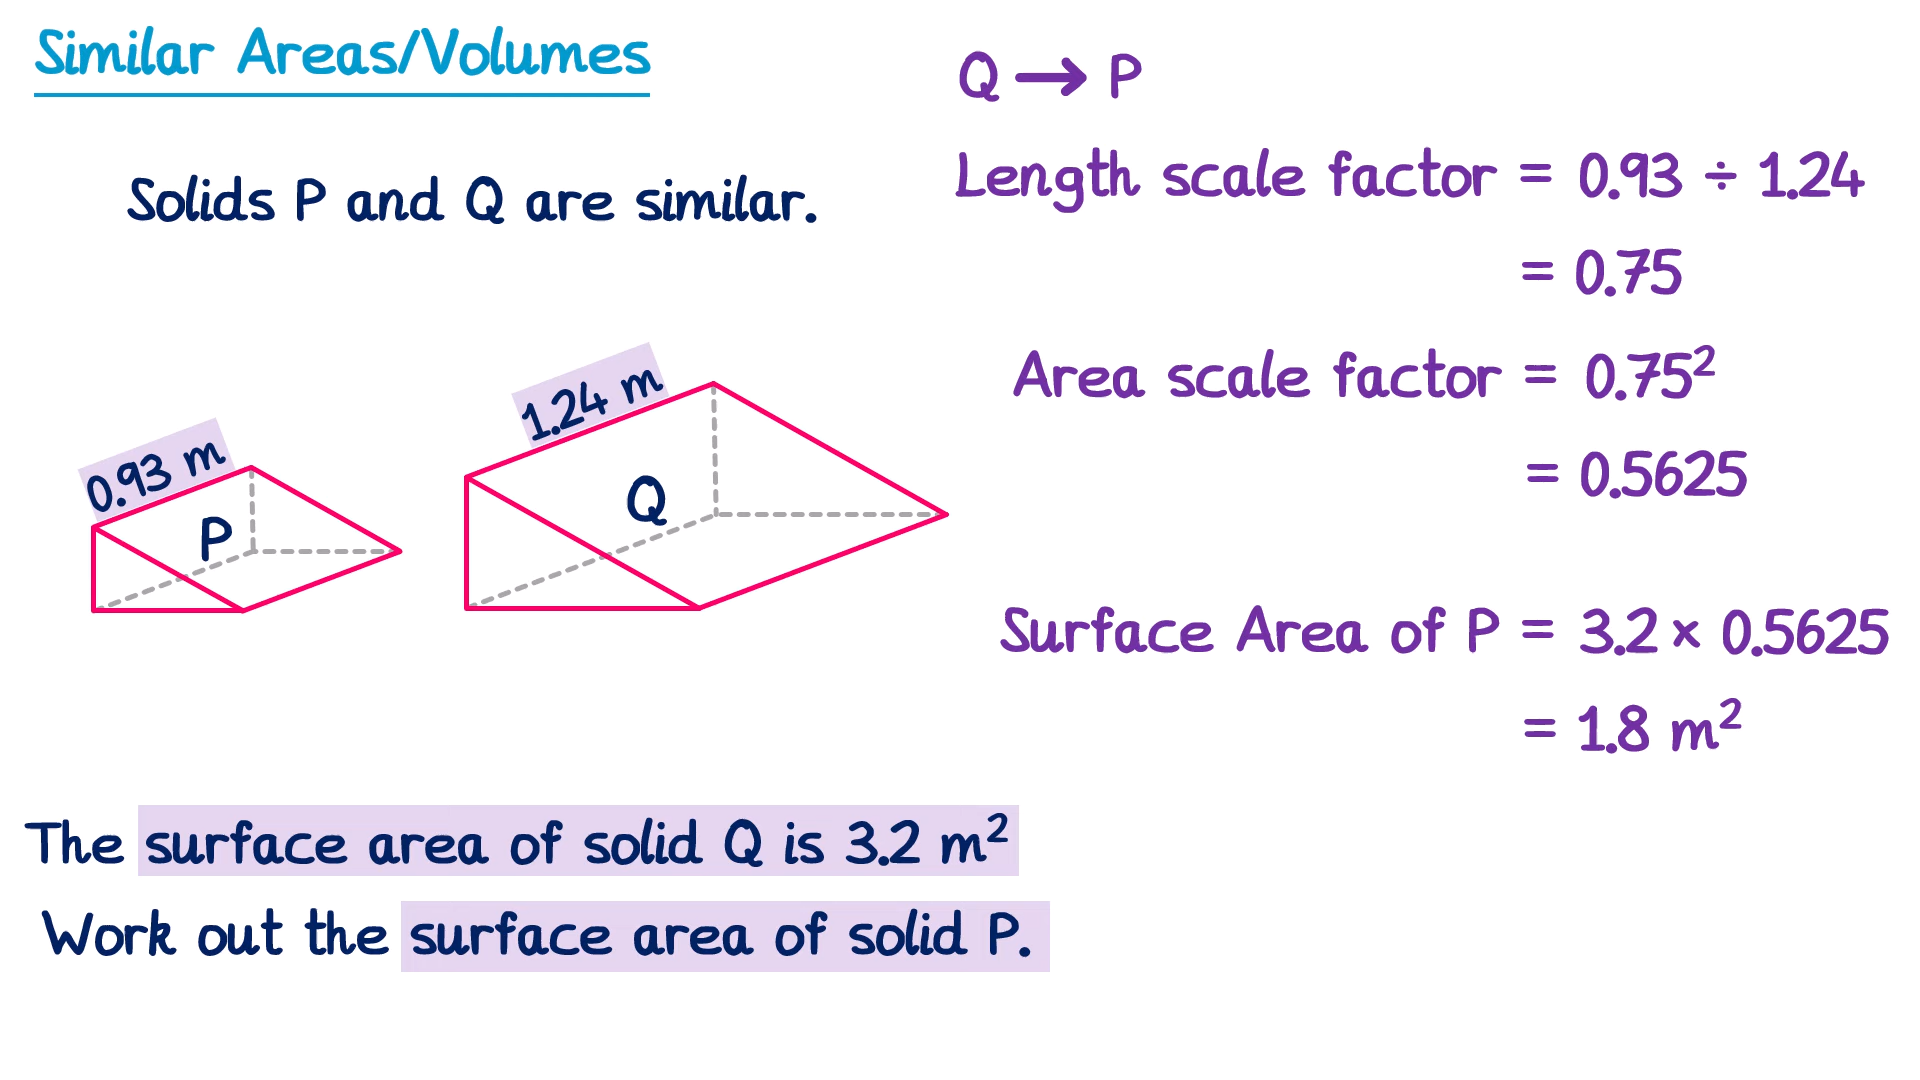 Similar Areas/Volumes
Solids P and Q are similar.
0.93 m
P
1.24 m
Q
The surface area of solid Q is 3.2 m²
Work out the surface area of solid P.
Q → P
Length scale factor = 0.93 ÷ 1.24
= 0.75
Area scale factor = 0.75²
= 0.5625
Surface Area of P = 3.2 × 0.5625
= 1.8 m²